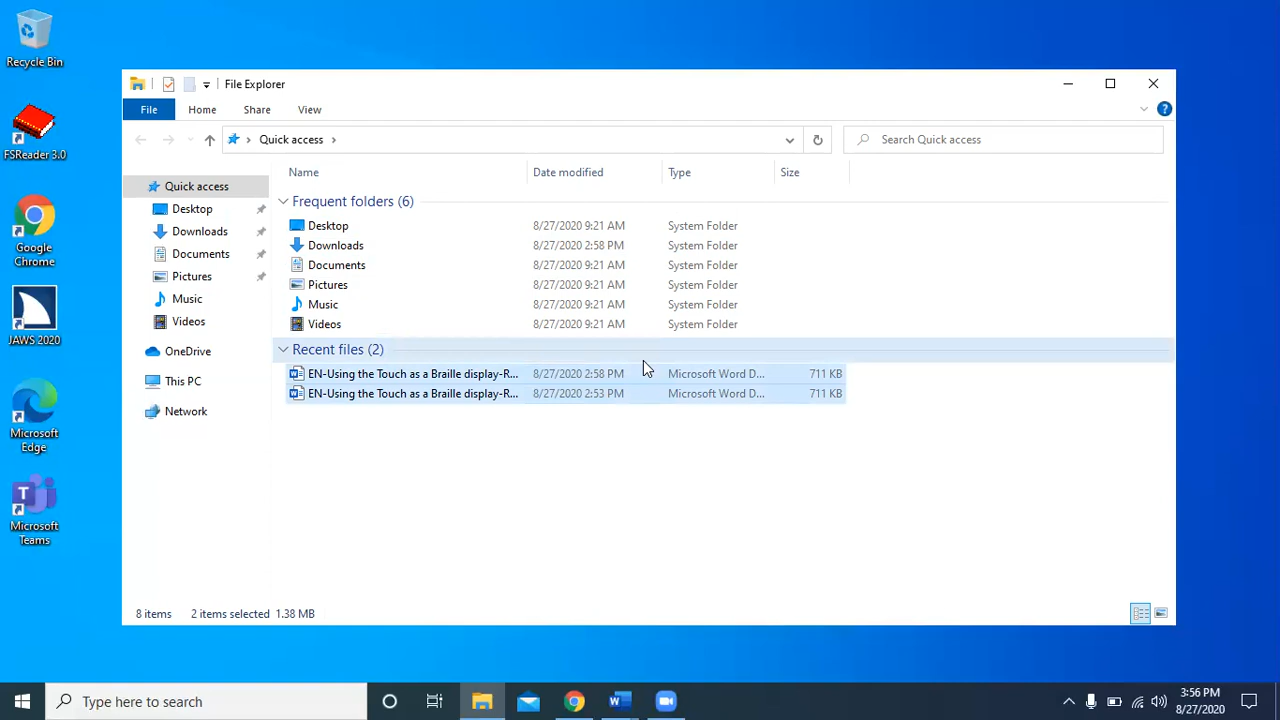 Recycle Bin
FSReader 3.0
Google
Chrome
JAWS 2020
Microsoft
Edge
Microsoft
Teams
File Explorer
File Home Share View
Quick access
Search Quick access
Quick access
Desktop
Downloads
Documents
Pictures
Music
Videos
OneDrive
This PC
Network
Name Date modified Type Size
Frequent folders (6)
Desktop 8/27/2020 9:21 AM System Folder
Downloads 8/27/2020 2:58 PM System Folder
Documents 8/27/2020 9:21 AM System Folder
Pictures 8/27/2020 9:21 AM System Folder
Music 8/27/2020 9:21 AM System Folder
Videos 8/27/2020 9:21 AM System Folder
Recent files (2)
EN-Using the Touch as a Braille display-R... 8/27/2020 2:58 PM Microsoft Word D... 711 KB
EN-Using the Touch as a Braille display-R... 8/27/2020 2:53 PM Microsoft Word D... 711 KB
8 items 2 items selected 1.38 MB
Type here to search
3:56 PM
8/27/2020